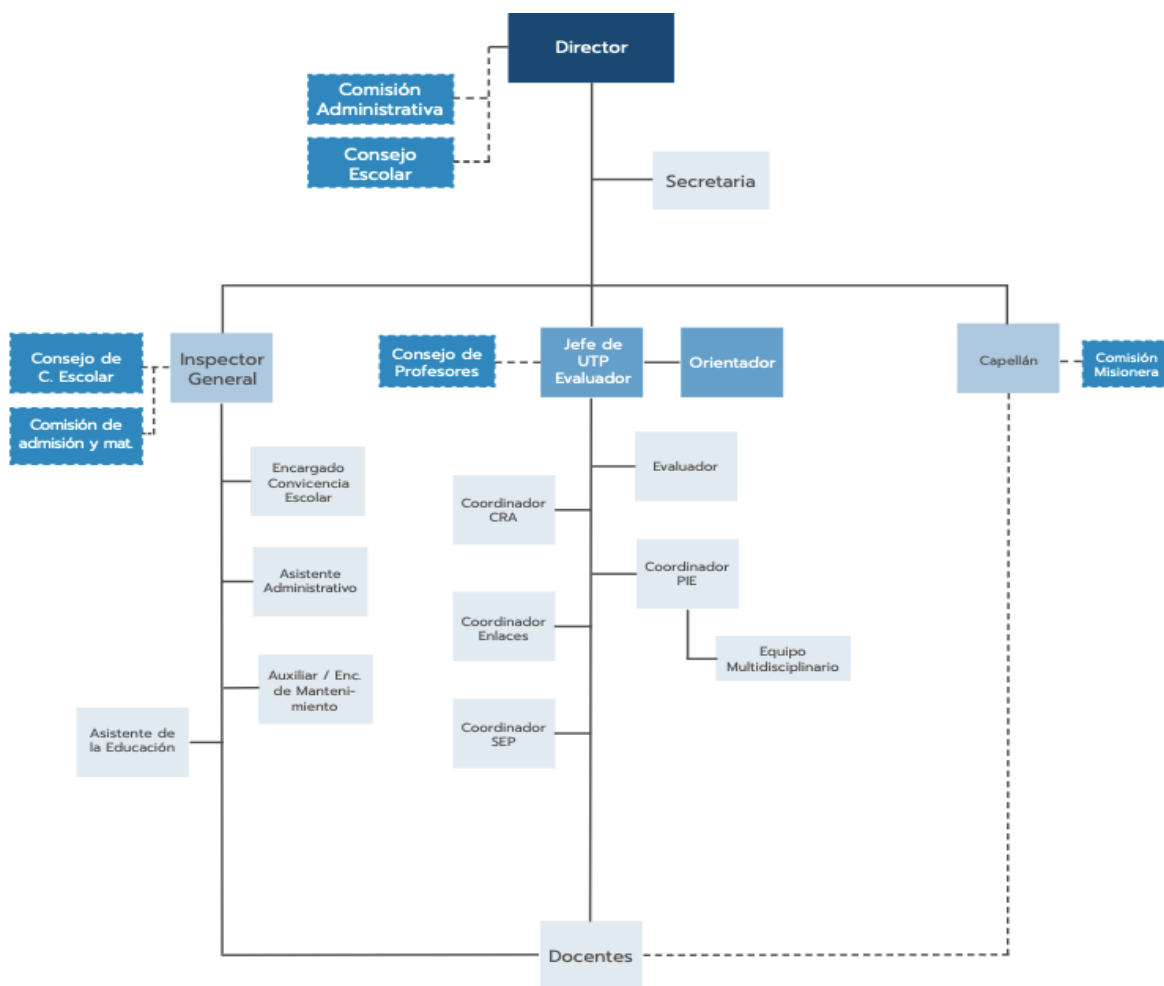 Director
Comisión
Administrativa
Consejo
Escolar
Secretaria
Consejo de
C. Escolar
Comisión de
admisión y mat.
Inspector
General
Consejo de
Profesores
Jefe de
UTP
Evaluador
Orientador
Capellán
Comisión
Misionera
Encargado
Convicencia
Escolar
Evaluador
Coordinador
CRA
Asistente
Administrativo
Coordinador
PIE
Coordinador
Enlaces
Equipo
Multidisciplinario
Auxiliar / Enc.
de Manteni-
miento
Asistente de
la Educación
Coordinador
SEP
Docentes